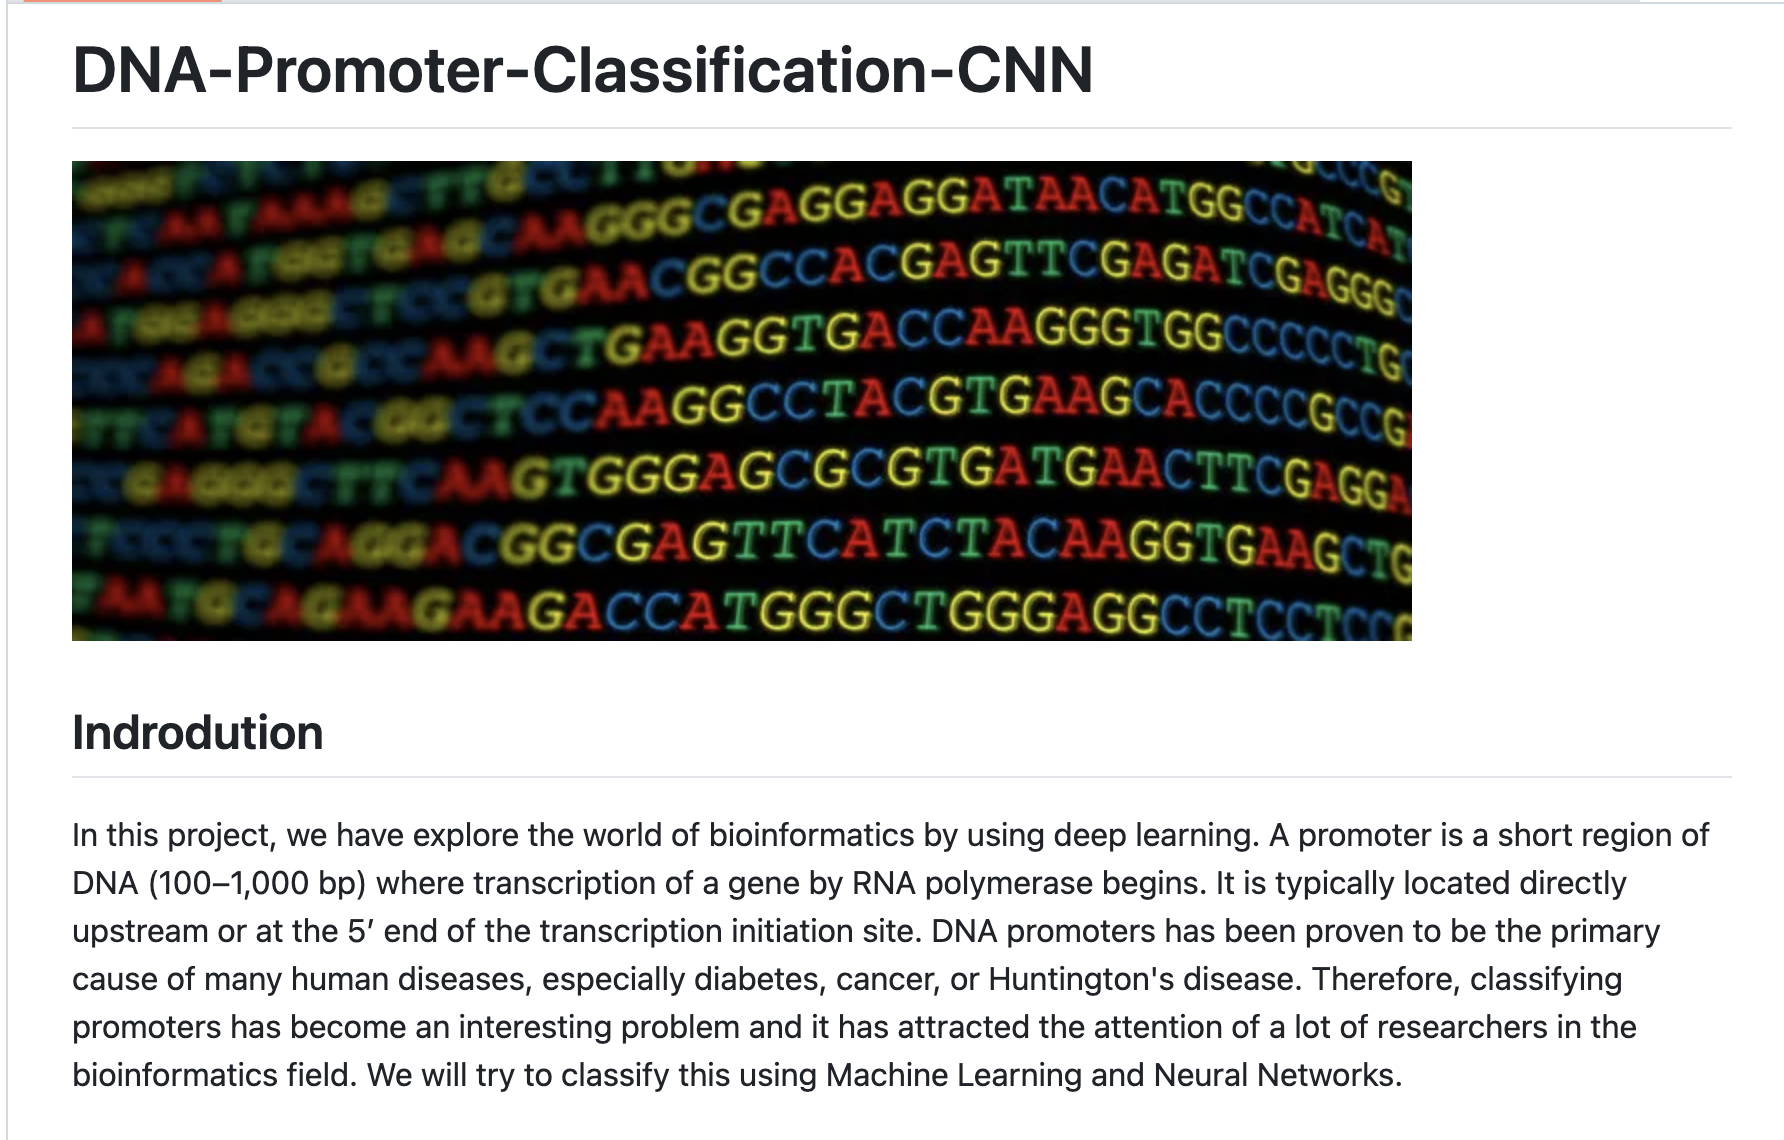 DNA-Promoter-Classification-CNN
GAGGAGGATAACATGGCCATCAT
GAACGGCCACGAGTTCGAGATCGAGGGC
GCTGAAGGTGACCAAGGGTGGCCCCCTG
CCAAGGCCTACGTGAAGCACCCCGCCG
AAGTGGGAGCGCGTGATGAACTTCGAGGA
CGGCGAGTTCATCTACAAGGTGAAGCTG
GAAGACCATGGGCTGGGAGGCCTCCTCC
Indrodution
In this project, we have explore the world of bioinformatics by using deep learning. A promoter is a short region of
DNA (100–1,000 bp) where transcription of a gene by RNA polymerase begins. It is typically located directly
upstream or at the 5′ end of the transcription initiation site. DNA promoters has been proven to be the primary
cause of many human diseases, especially diabetes, cancer, or Huntington's disease. Therefore, classifying
promoters has become an interesting problem and it has attracted the attention of a lot of researchers in the
bioinformatics field. We will try to classify this using Machine Learning and Neural Networks.